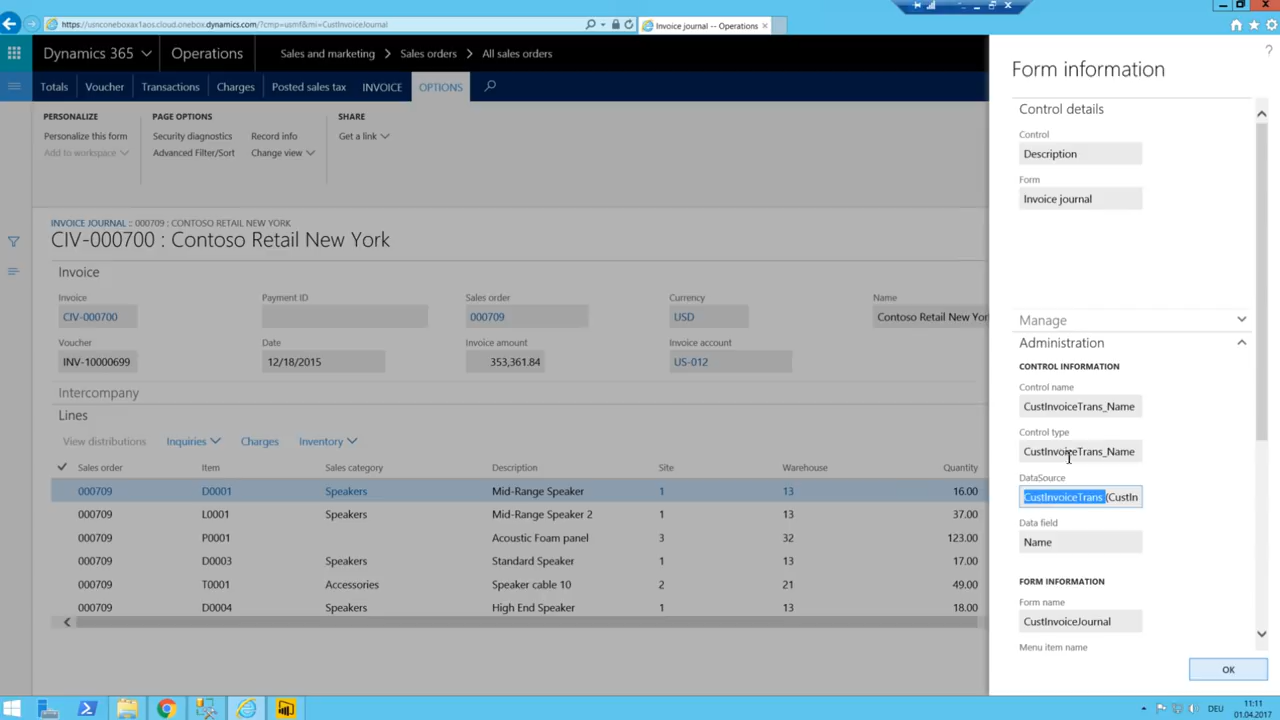 https://usnconeboxax1aos.cloud.onebox.dynamics.com/?cmp=usmf&mi=CustInvoiceJournal
Invoice journal -- Operations
Dynamics 365
Operations
Sales and marketing > Sales orders > All sales orders
Totals Voucher Transactions Charges Posted sales tax INVOICE OPTIONS
PERSONALIZE PAGE OPTIONS SHARE
Personalize this form Security diagnostics Record info Get a link
Add to workspace Advanced Filter/Sort Change view
INVOICE JOURNAL :: 000709 : CONTOSO RETAIL NEW YORK
CIV-000700 : Contoso Retail New York
Invoice
Invoice Payment ID Sales order Currency Name
CIV-000700 000709 USD Contoso Retail New Yor
Voucher Date Invoice amount Invoice account
INV-10000699 12/18/2015 353,361.84 US-012
Intercompany
Lines
View distributions Inquiries Charges Inventory
Sales order Item Sales category Description Site Warehouse Quantity
000709 D0001 Speakers Mid-Range Speaker 1 13 16.00
000709 L0001 Speakers Mid-Range Speaker 2 1 13 37.00
000709 P0001 Acoustic Foam panel 3 32 123.00
000709 D0003 Speakers Standard Speaker 1 13 17.00
000709 T0001 Accessories Speaker cable 10 2 21 49.00
000709 D0004 Speakers High End Speaker 1 13 18.00
?
Form information
Control details
Control
Description
Form
Invoice journal
Manage
Administration
CONTROL INFORMATION
Control name
CustInvoiceTrans_Name
Control type
CustInvoiceTrans_Name
DataSource
CustInvoiceTrans (CustIn
Data field
Name
FORM INFORMATION
Form name
CustInvoiceJournal
Menu item name
OK
DEU
11:11
01.04.2017